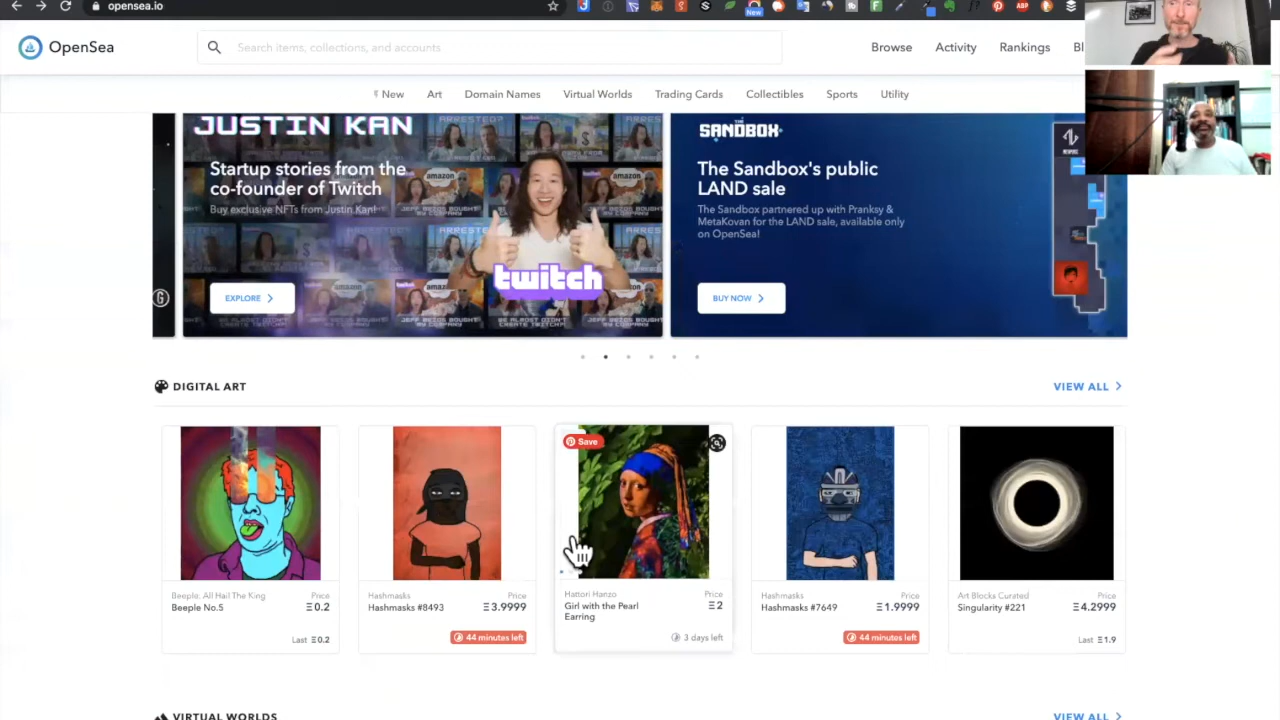 opensea.io
New
ABP
OpenSea
Search items, collections, and accounts
Browse
Activity
Rankings
Bl
New
Art
Domain Names
Virtual Worlds
Trading Cards
Collectibles
Sports
Utility
JUSTIN KAN
Startup stories from the
co-founder of Twitch
Buy exclusive NFTs from Justin Kan!
amazon
twitch
EXPLORE
THE
SANDBOX
The Sandbox's public
LAND sale
The Sandbox partnered up with Pranksy &
MetaKovan for the LAND sale, available only
on OpenSea!
BUY NOW
DIGITAL ART
VIEW ALL
Beeple: All Hail The King
Price
Beeple No.5
Ξ0.2
Last Ξ0.2
Hashmasks
Price
Hashmasks #8493
Ξ3.9999
44 minutes left
Save
Hattori Hanzo
Price
Girl with the Pearl
Earring
Ξ2
3 days left
Hashmasks
Price
Hashmasks #7649
Ξ1.9999
44 minutes left
Art Blocks Curated
Price
Singularity #221
Ξ4.2999
Last Ξ1.9
VIRTUAL WORLDS
VIEW ALL